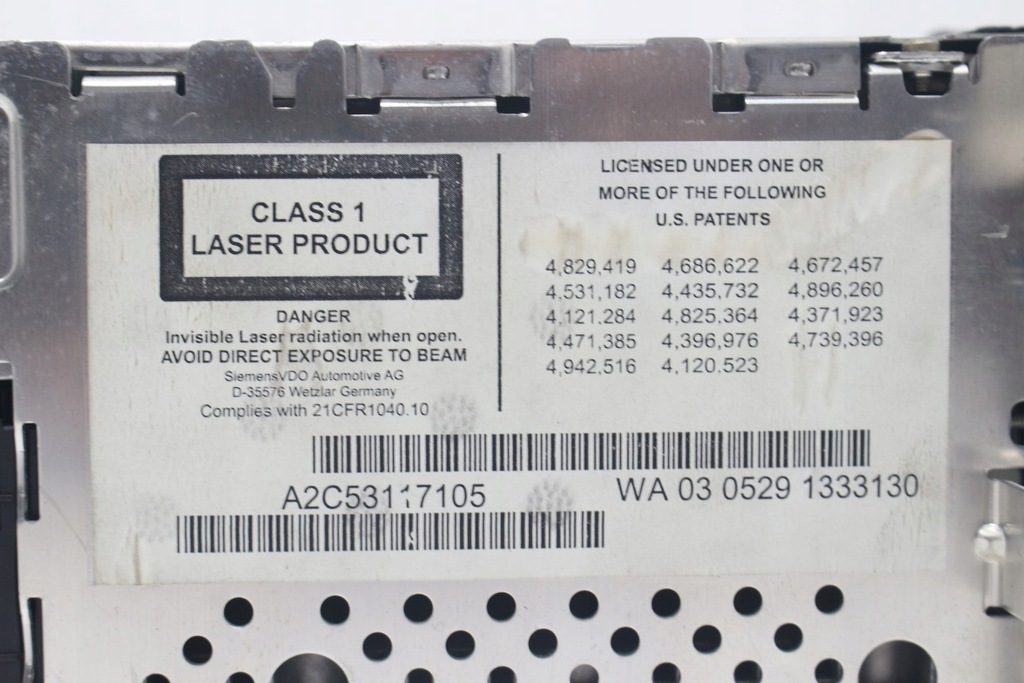 CLASS 1
LASER PRODUCT
DANGER
Invisible Laser radiation when open.
AVOID DIRECT EXPOSURE TO BEAM
SiemensVDO Automotive AG
D-35576 Wetzlar Germany
Complies with 21CFR1040.10
LICENSED UNDER ONE OR
MORE OF THE FOLLOWING
U.S. PATENTS
4,829,419 4,686,622 4,672,457
4,531,182 4,435,732 4,896,260
4,121,284 4,825,364 4,371,923
4,471,385 4,396,976 4,739,396
4,942,516 4,120,523
A2C53117105
WA 03 0529 1333130